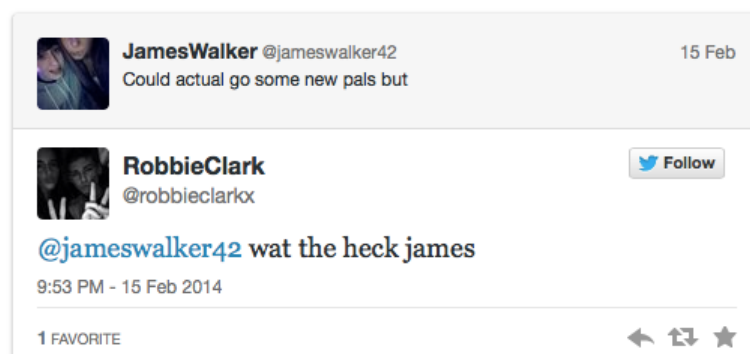 JamesWalker @jameswalker42 15 Feb
Could actual go some new pals but
RobbieClark Follow
@robbieclarkx
@jameswalker42 wat the heck james
9:53 PM - 15 Feb 2014
1 FAVORITE